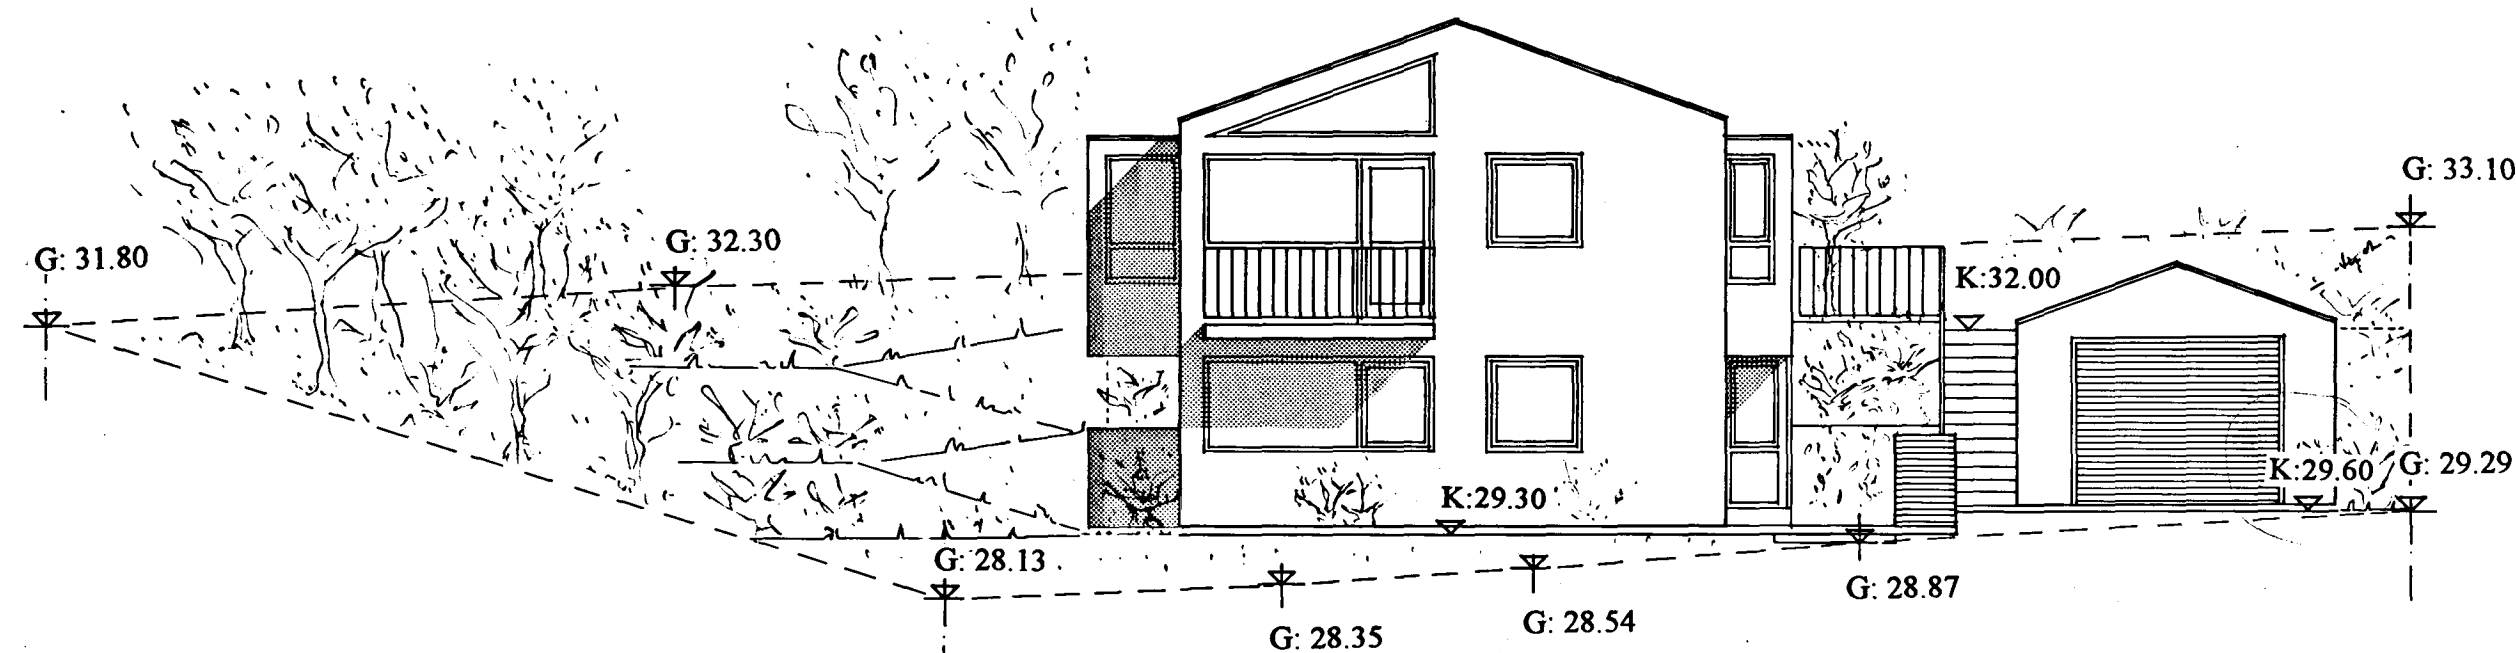 G: 33.10
G: 32.30
G: 31.80
K:32.00
G: 29.29
K:29.60
K:29.30
G: 28.13
G: 28.87
G: 28.54
G: 28.35